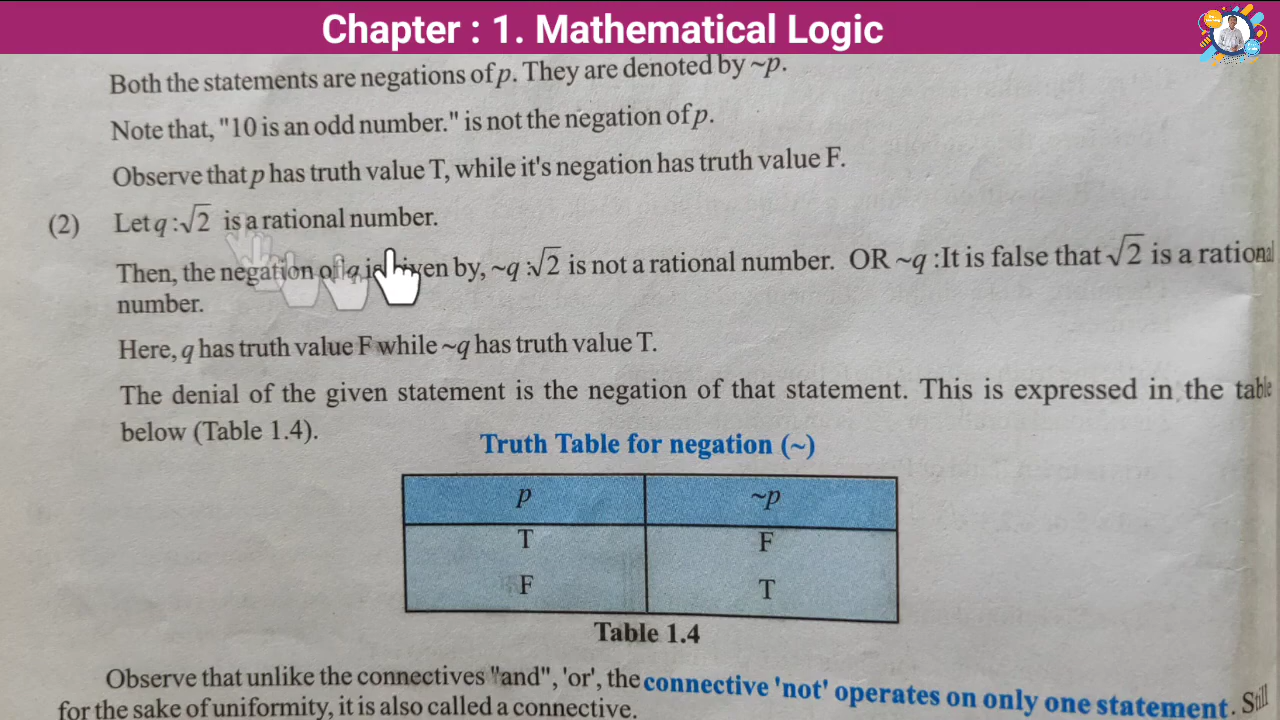 Chapter : 1. Mathematical Logic
Both the statements are negations of p. They are denoted by ~p.
Note that, "10 is an odd number." is not the negation of p.
Observe that p has truth value T, while it's negation has truth value F.
(2) Let q :√2 is a rational number.
Then, the negation of q is given by, ~q :√2 is not a rational number. OR ~q :It is false that √2 is a rational
number.
Here, q has truth value F while ~q has truth value T.
The denial of the given statement is the negation of that statement. This is expressed in the table
below (Table 1.4).
Truth Table for negation (~)
p ~p
T F
F T
Table 1.4
Observe that unlike the connectives "and", 'or', the connective 'not' operates on only one statement. Still
for the sake of uniformity, it is also called a connective.